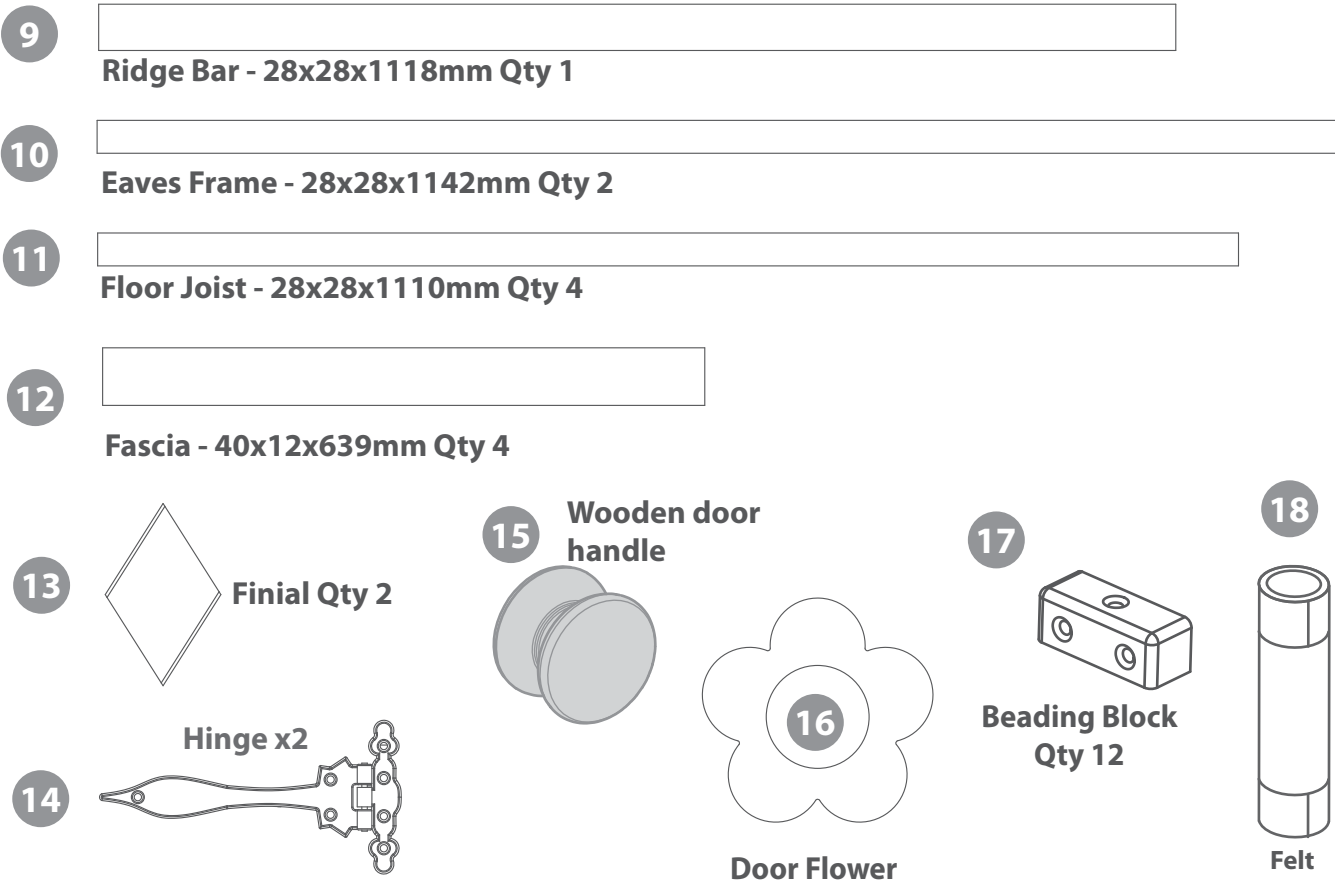 9
Ridge Bar - 28x28x1118mm Qty 1
10
Eaves Frame - 28x28x1142mm Qty 2
11
Floor Joist - 28x28x1110mm Qty 4
12
Fascia - 40x12x639mm Qty 4
13
Finial Qty 2
14
Hinge x2
15
Wooden door
handle
16
Door Flower
17
Beading Block
Qty 12
18
Felt